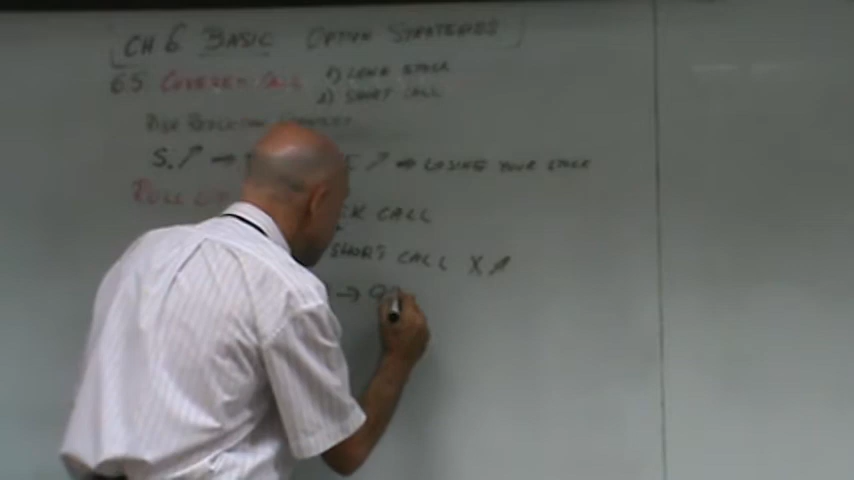 CH 6 BASIC OPTION STRATEGIES
6.5 COVERED CALL 1) LONG STOCK
2) SHORT CALL
RISK REDUCTION STRATEGY
S. ↗ → ↗ → LOSING YOUR STOCK
ROLL CALL
SHORT CALL X ↗
→